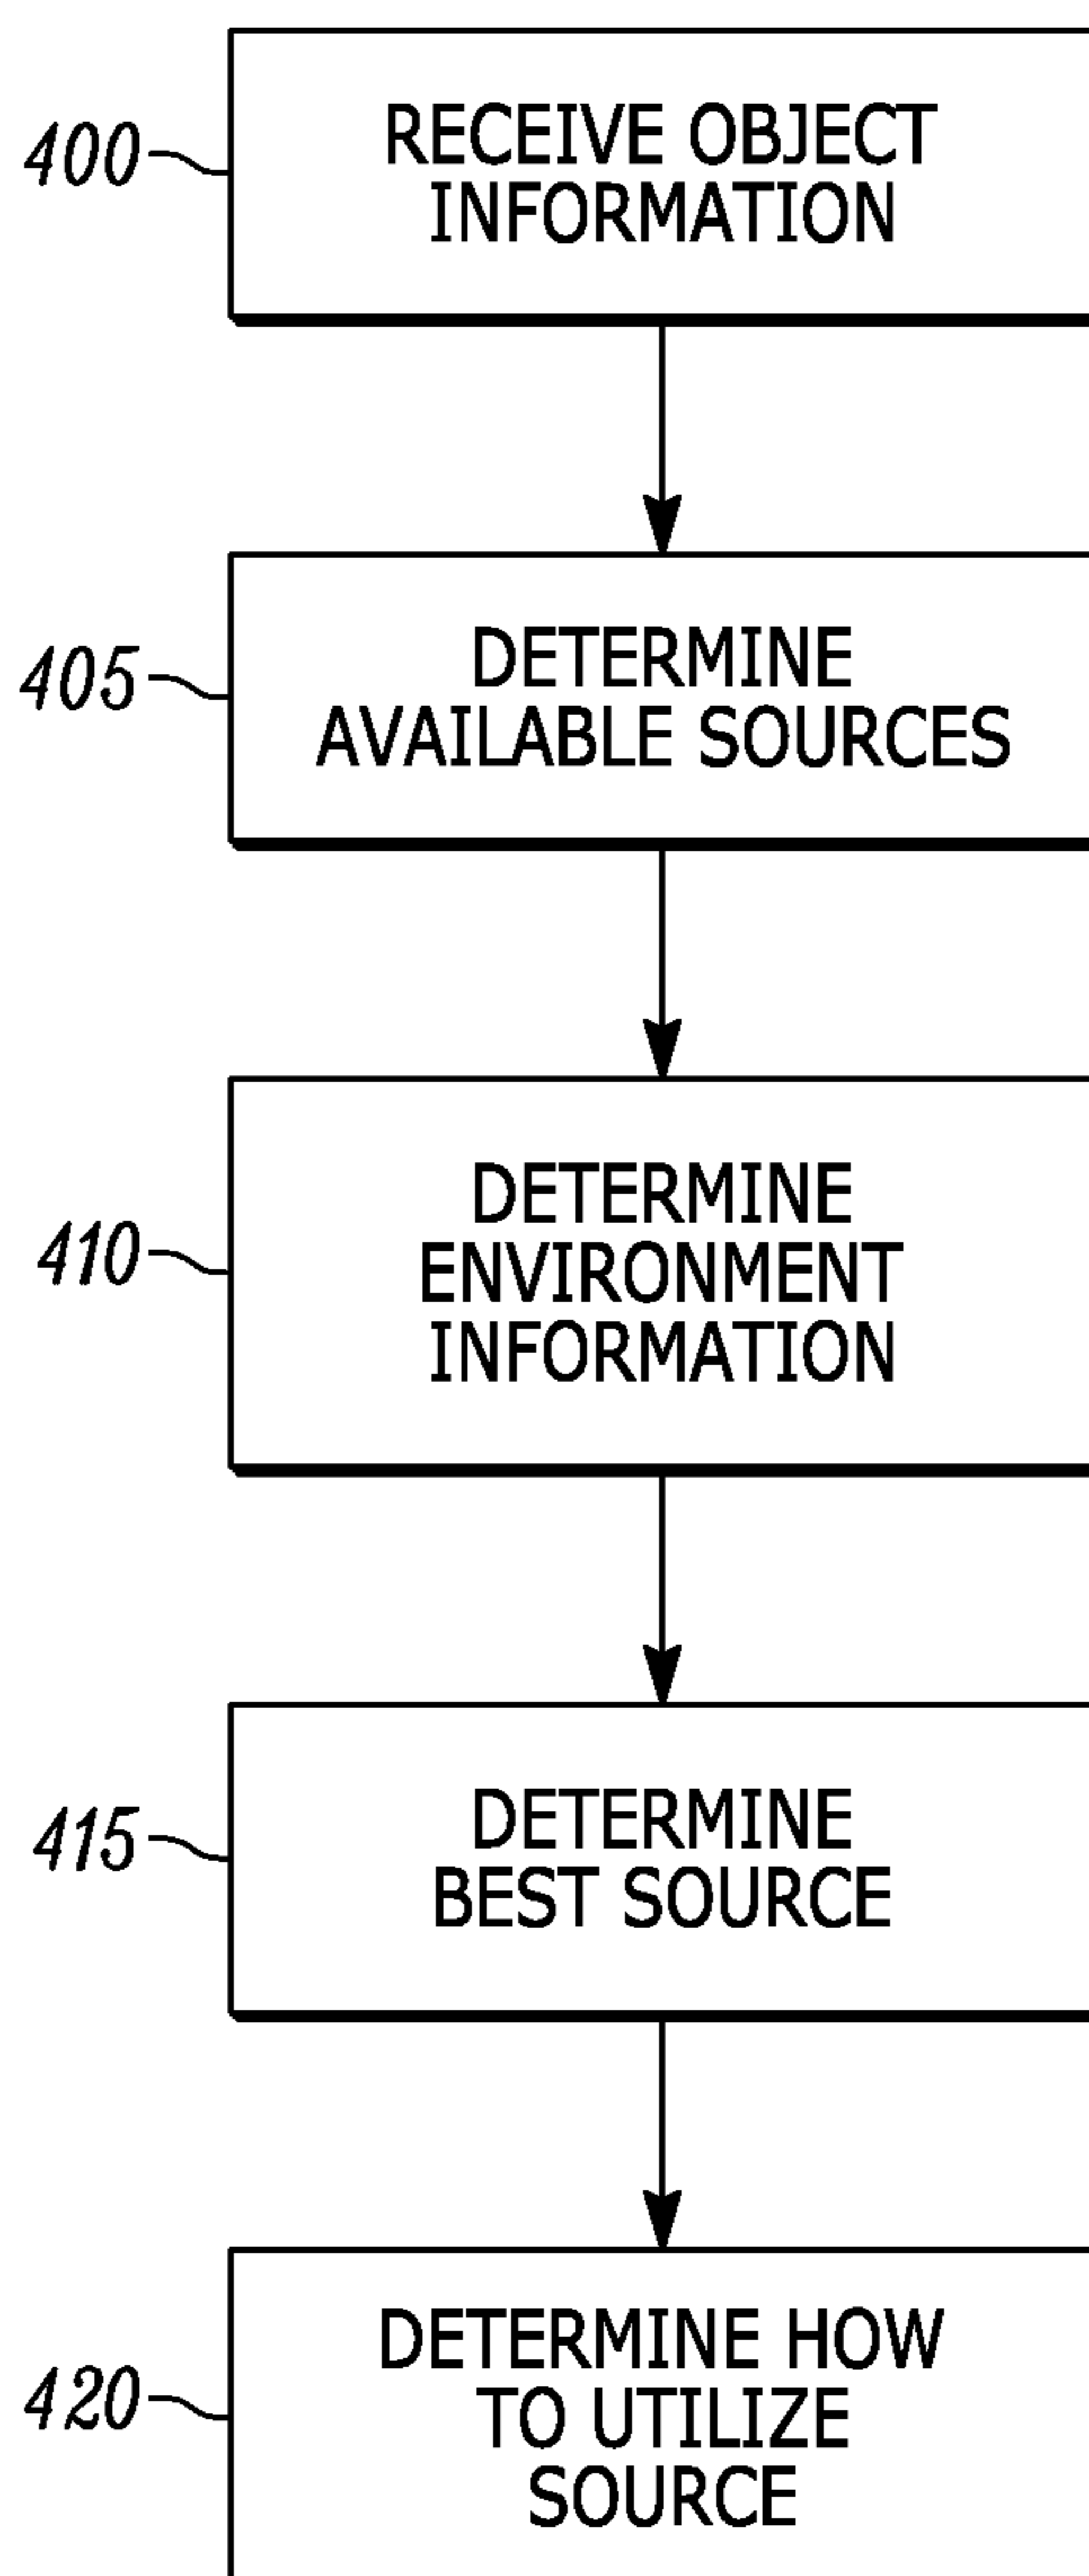 400
RECEIVE OBJECT
INFORMATION
405
DETERMINE
AVAILABLE SOURCES
410
DETERMINE
ENVIRONMENT
INFORMATION
415
DETERMINE
BEST SOURCE
420
DETERMINE HOW
TO UTILIZE
SOURCE